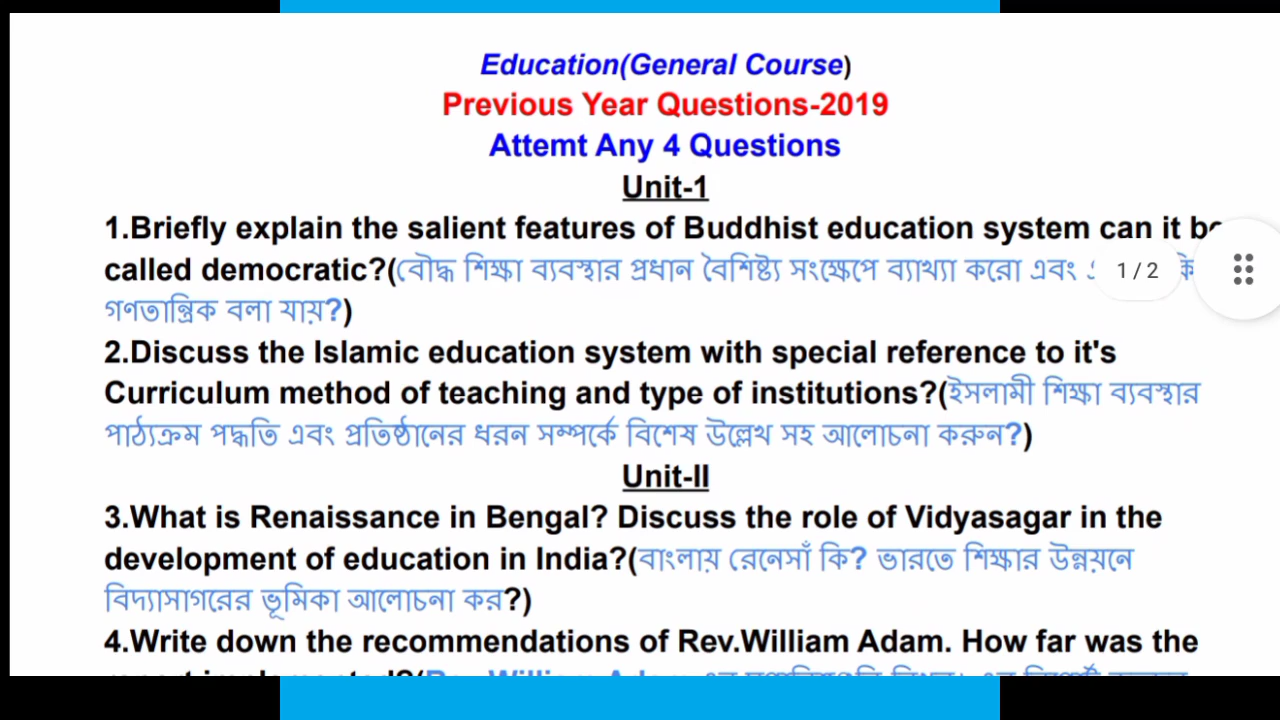 Education(General Course)
Previous Year Questions-2019
Attemt Any 4 Questions
Unit-1
1.Briefly explain the salient features of Buddhist education system can it be
called democratic?(বৌদ্ধ শিক্ষা ব্যবস্থার প্রধান বৈশিষ্ট্য সংক্ষেপে ব্যাখ্যা করো এবং
1 / 2
গণতান্ত্রিক বলা যায়?)
2.Discuss the Islamic education system with special reference to it's
Curriculum method of teaching and type of institutions?(ইসলামী শিক্ষা ব্যবস্থার
পাঠ্যক্রম পদ্ধতি এবং প্রতিষ্ঠানের ধরন সম্পর্কে বিশেষ উল্লেখ সহ আলোচনা করুন?)
Unit-II
3.What is Renaissance in Bengal? Discuss the role of Vidyasagar in the
development of education in India?(বাংলায় রেনেসাঁ কি? ভারতে শিক্ষার উন্নয়নে
বিদ্যাসাগরের ভূমিকা আলোচনা কর?)
4.Write down the recommendations of Rev.William Adam. How far was the